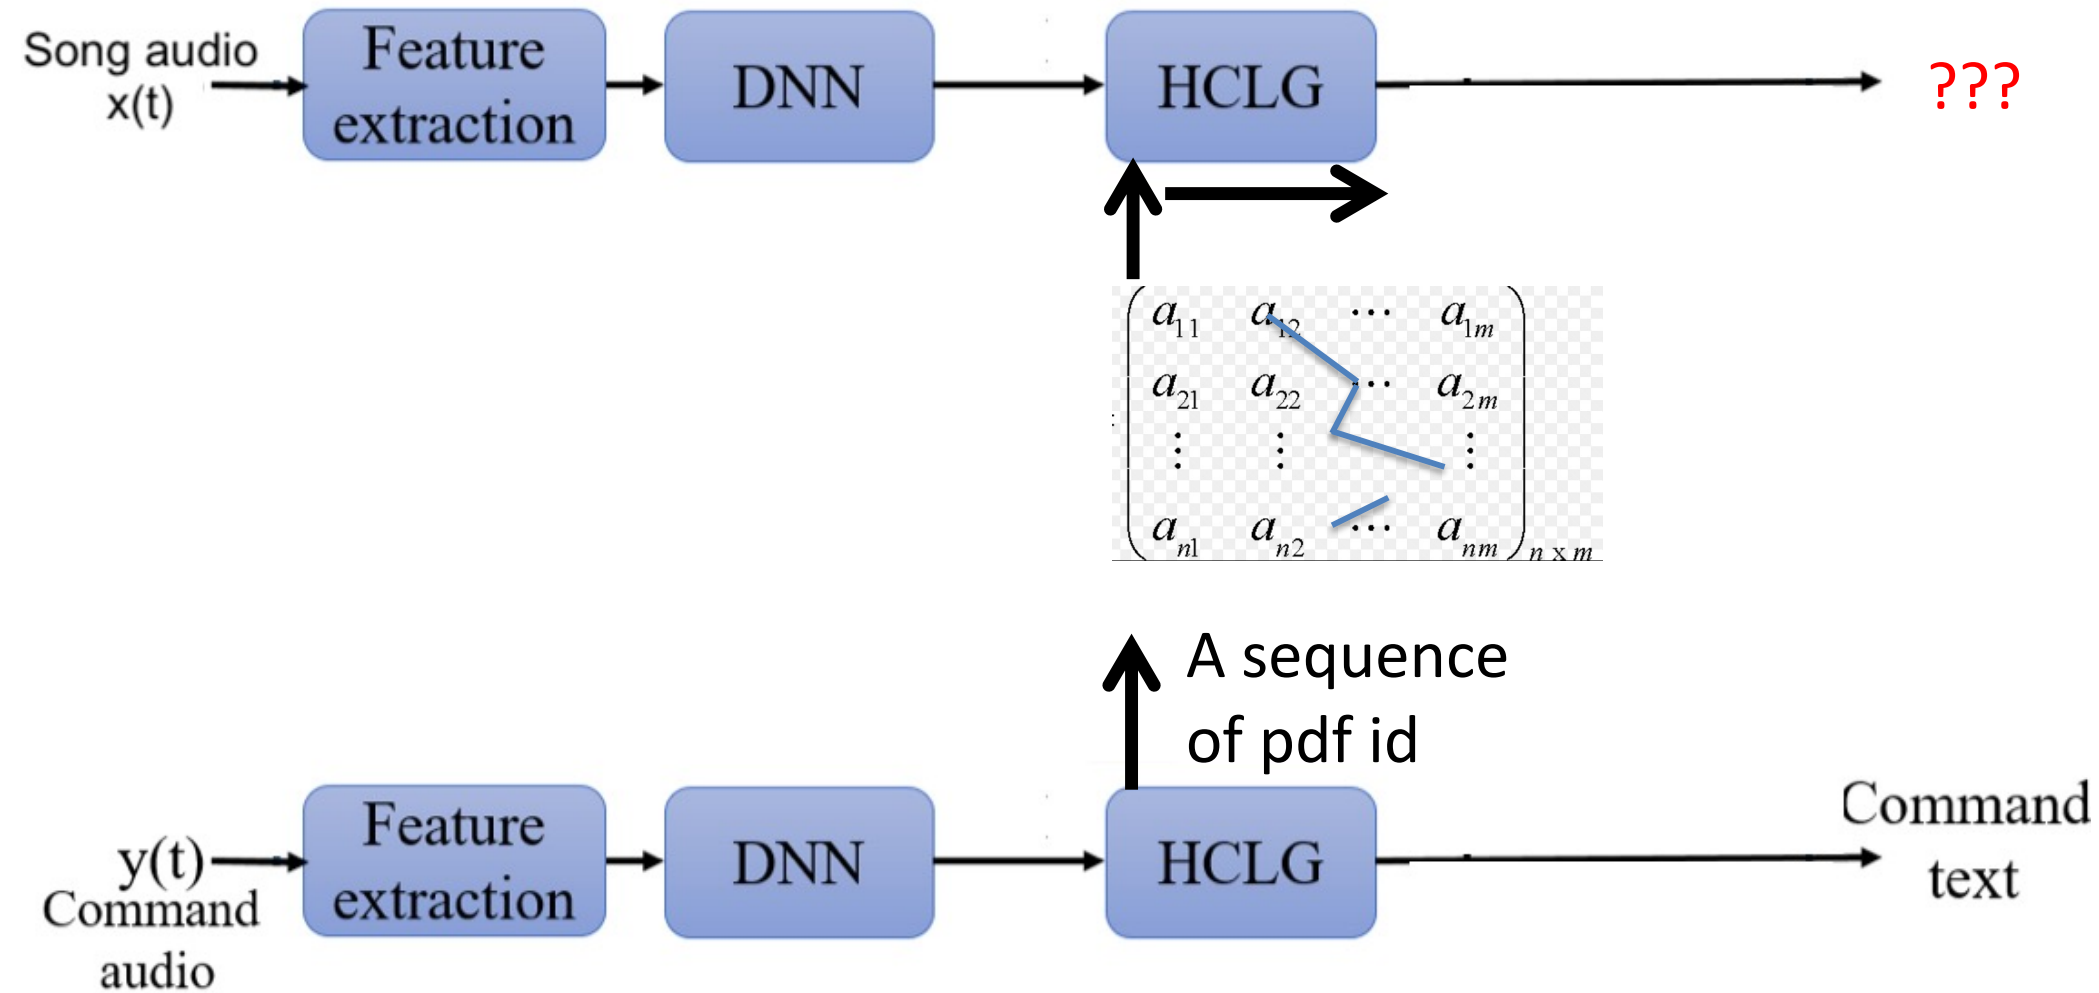 Song audio
x(t)
Feature
extraction
DNN
HCLG
???
a11 a12 ··· a1m
a21 a22 ··· a2m
⋮ ⋮ ⋮
an1 an2 ··· anm
n x m
A sequence
of pdf id
y(t)
Command
audio
Feature
extraction
DNN
HCLG
Command
text